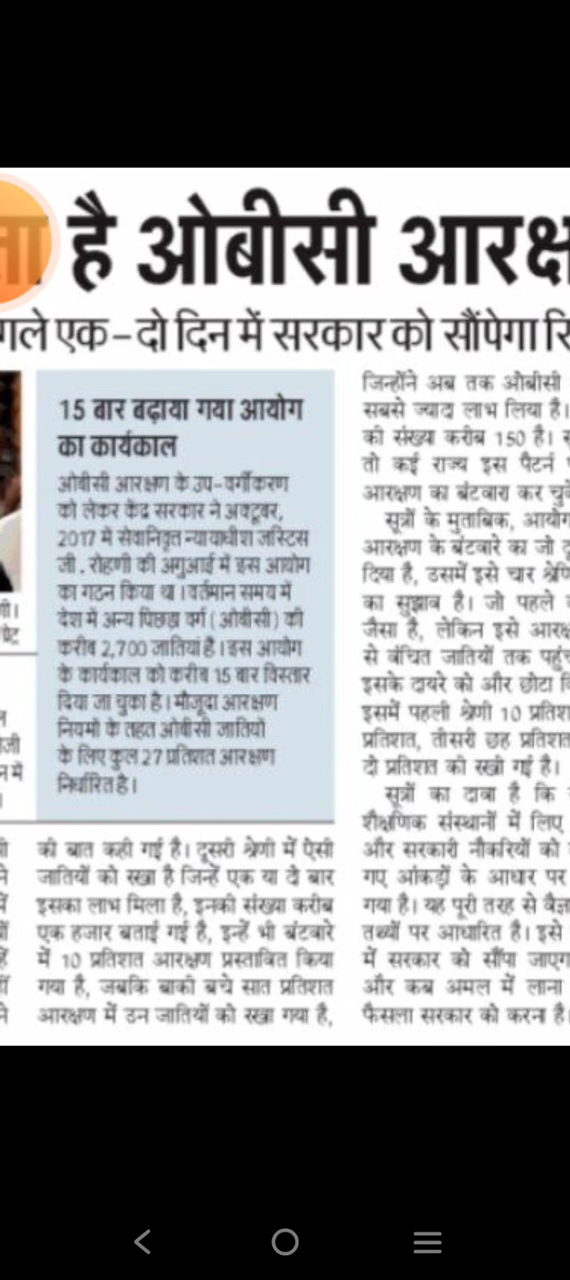 ता है ओबीसी आरक्ष
गले एक-दो दिन में सरकार को सौंपेगा रि
णी।
नमें
15 बार बढ़ाया गया आयोग
का कार्यकाल
ओबीसी आरक्षण के उप-वर्गीकरण
को लेकर केंद्र सरकार ने अक्टूबर,
2017 में सेवानिवृत न्यायाधीश जस्टिस
जी. रोहणी की अगुआई में इस आयोग
का गठन किया था।वर्तमान समय में
देश में अन्य पिछड़ा वर्ग (ओबीसी) की
करीब 2,700 जातियां है।इस आयोग
के कार्यकाल को करीब 15 बार विस्तार
दिया जा चुका है। मौजूदा आरक्षण
नियमों के तहत ओबीसी जातियों
के लिए कुल 27 प्रतिशत आरक्षण
निर्धारित है।
की बात कही गई है। दूसरी श्रेणी में ऐसी
जातियों को रखा है जिन्हें एक या दो बार
इसका लाभ मिला है, इनकी संख्या करीब
एक हजार बताई गई है, इन्हें भी बंटवारे
में 10 प्रतिशत आरक्षण प्रस्तावित किया
गया है, जबकि बाकी बचे सात प्रतिशत
आरक्षण में उन जातियों को रखा गया है,
जिन्होंने अब तक ओबीसी
सबसे ज्यादा लाभ लिया है।
की संख्या करीब 150 है।
तो कई राज्य इस पैटर्न
आरक्षण का बंटवारा कर चुके
सूत्रों के मुताबिक, आयोग
आरक्षण के बंटवारे का जो
दिया है, उसमें इसे चार श्रेणि
का सुझाव है। जो पहले
जैसा है, लेकिन इसे आरक्ष
से वंचित जातियों तक पहुंच
इसके दायरे को और छोटा
इसमें पहली श्रेणी 10 प्रतिश
प्रतिशत, तीसरी छह प्रतिशत
दो प्रतिशत की रखी गई है।
सूत्रों का दावा है कि
शैक्षणिक संस्थानों में लिए
और सरकारी नौकरियों को
गए आंकड़ों के आधार पर
गया है। यह पूरी तरह से वैज्ञ
तथ्यों पर आधारित है। इसे
में सरकार को सौंपा जाएगा
और कब अमल में लाना
फैसला सरकार को करना है।